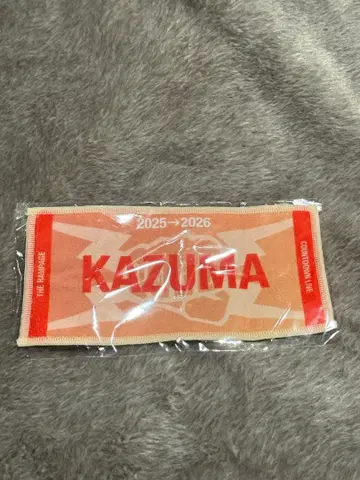 2025→2026
KAZUMA
THE RAMPAGE
COUNTDOWN LIVE